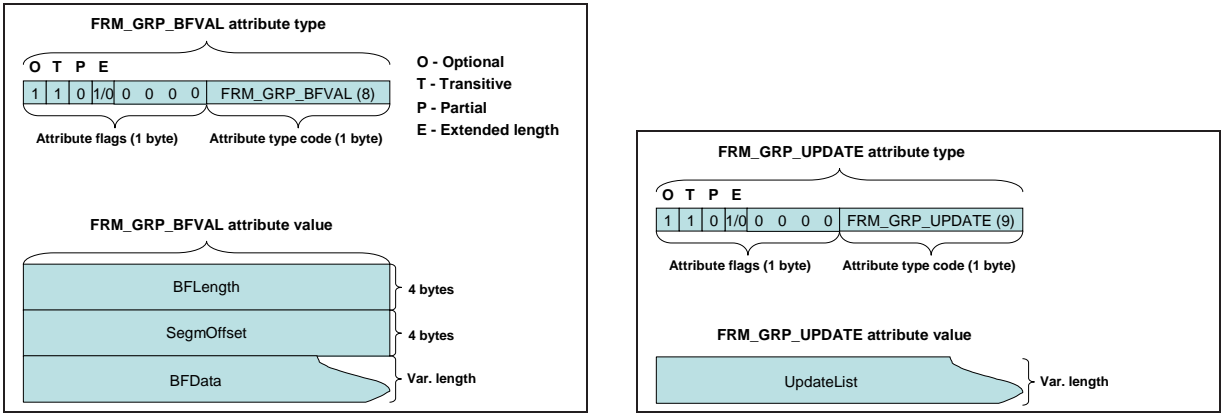 FRM_GRP_BFVAL attribute type
O T P E
1 1 0 1/0 0 0 0 0 FRM_GRP_BFVAL (8)
Attribute flags (1 byte) Attribute type code (1 byte)
O - Optional
T - Transitive
P - Partial
E - Extended length
FRM_GRP_BFVAL attribute value
BFLength 4 bytes
SegmOffset 4 bytes
BFData Var. length
FRM_GRP_UPDATE attribute type
O T P E
1 1 0 1/0 0 0 0 0 FRM_GRP_UPDATE (9)
Attribute flags (1 byte) Attribute type code (1 byte)
FRM_GRP_UPDATE attribute value
UpdateList Var. length